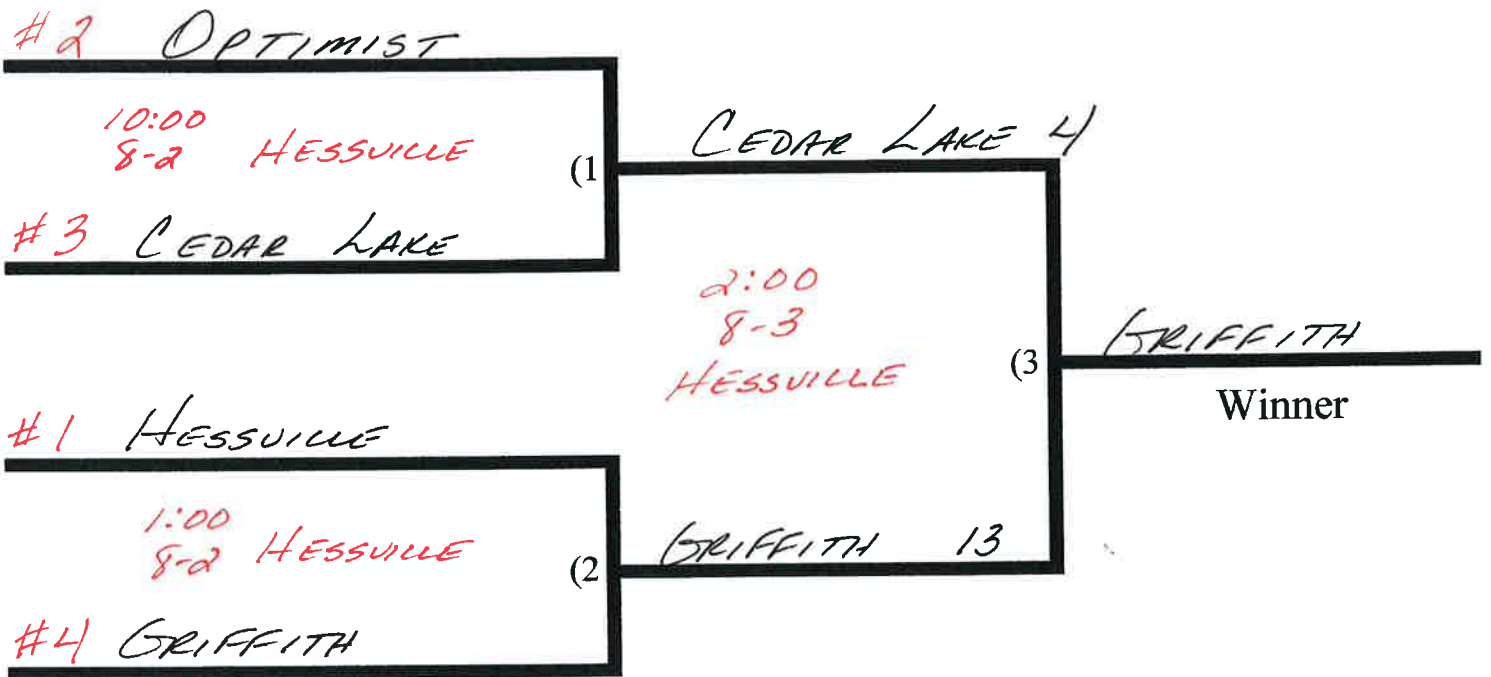 #2 OPTIMIST
10:00
8-2 HESSVILLE
(1
CEDAR LAKE 4
#3 CEDAR LAKE
2:00
8-3
HESSVILLE
(3
GRIFFITH
Winner
#1 HESSVILLE
1:00
8-2 HESSVILLE
(2
GRIFFITH 13
#4 GRIFFITH